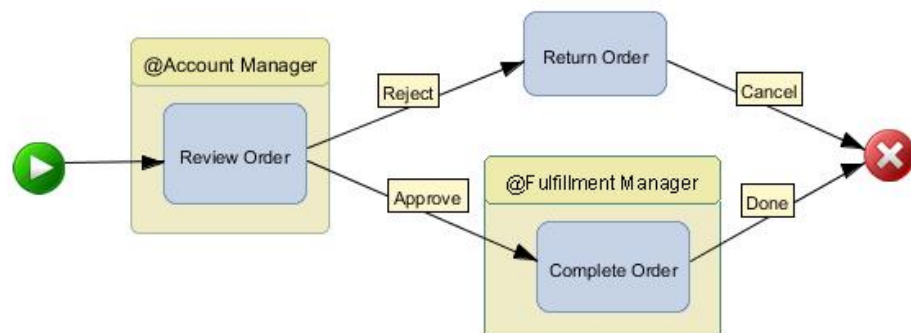 @Account Manager
Review Order
Reject
Return Order
Cancel
Approve
@Fulfillment Manager
Complete Order
Done